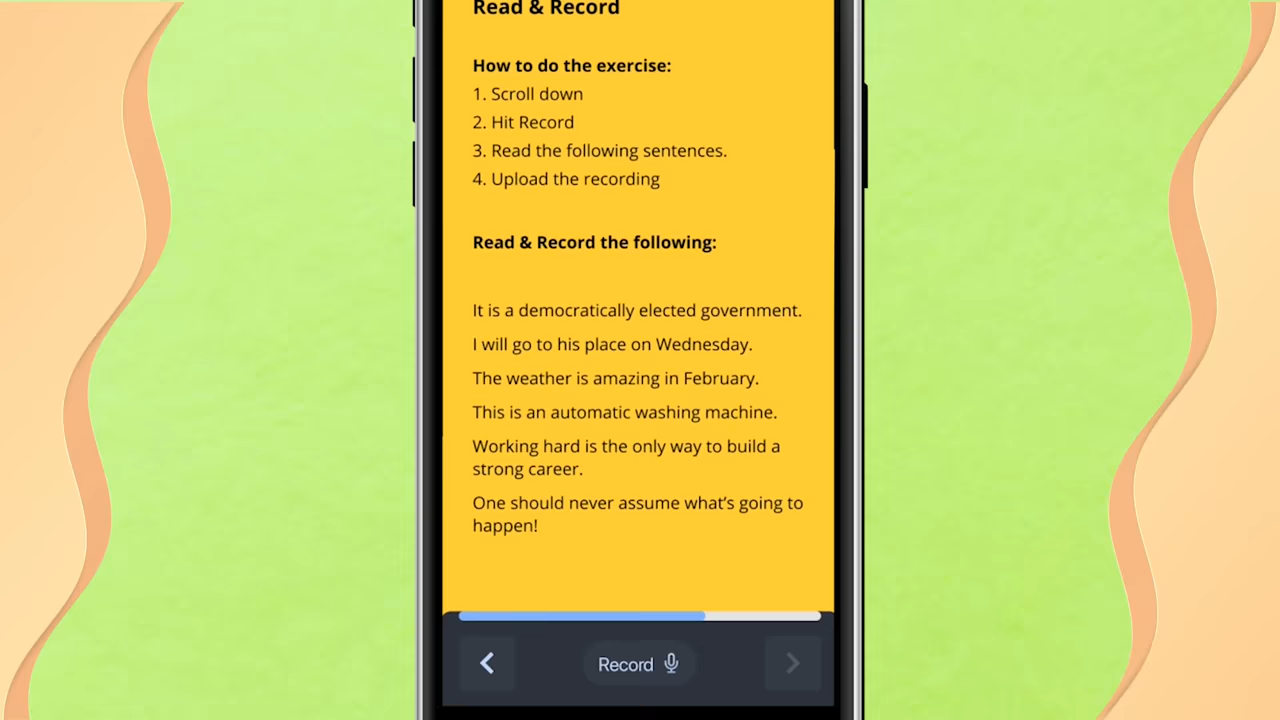 Read & Record
How to do the exercise:
1. Scroll down
2. Hit Record
3. Read the following sentences.
4. Upload the recording
Read & Record the following:
It is a democratically elected government.
I will go to his place on Wednesday.
The weather is amazing in February.
This is an automatic washing machine.
Working hard is the only way to build a
strong career.
One should never assume what’s going to
happen!
Record